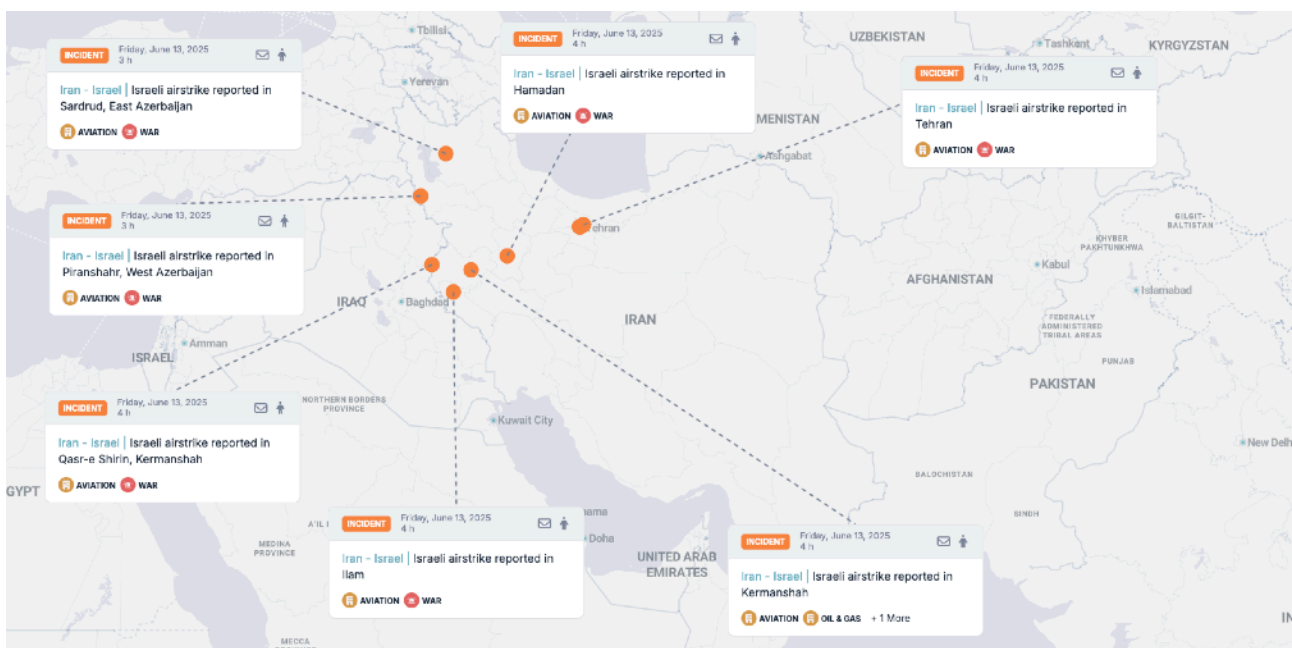 Tbilisi
UZBEKISTAN
Tashkent
KYRGYZSTAN
Yerevan
MENISTAN
Ashgabat
INCIDENT
Friday, June 13, 2025
3 h
Iran - Israel | Israeli airstrike reported in
Sardrud, East Azerbaijan
AVIATION WAR
INCIDENT
Friday, June 13, 2025
4 h
Iran - Israel | Israeli airstrike reported in
Hamadan
AVIATION WAR
INCIDENT
Friday, June 13, 2025
4 h
Iran - Israel | Israeli airstrike reported in
Tehran
AVIATION WAR
INCIDENT
Friday, June 13, 2025
3 h
Iran - Israel | Israeli airstrike reported in
Piranshahr, West Azerbaijan
AVIATION WAR
ehran
GILGIT-
BALTISTAN
KHYBER
PAKHTUNKHWA
Kabul
Islamabad
AFGHANISTAN
IRAQ
Baghdad
IRAN
FEDERALLY
ADMINISTERED
TRIBAL AREAS
Amman
ISRAEL
PUNJAB
PAKISTAN
NORTHERN BORDERS
PROVINCE
Kuwait City
New Delh
INCIDENT
Friday, June 13, 2025
4 h
Iran - Israel | Israeli airstrike reported in
Qasr-e Shirin, Kermanshah
AVIATION WAR
GYPT
BALOCHISTAN
SINDH
A'IL
ama
Doha
MEDINA
PROVINCE
UNITED ARAB
EMIRATES
INCIDENT
Friday, June 13, 2025
4 h
Iran - Israel | Israeli airstrike reported in
Ilam
AVIATION WAR
INCIDENT
Friday, June 13, 2025
4 h
Iran - Israel | Israeli airstrike reported in
Kermanshah
AVIATION OIL & GAS + 1 More
IN
MECCA
PROVINCE